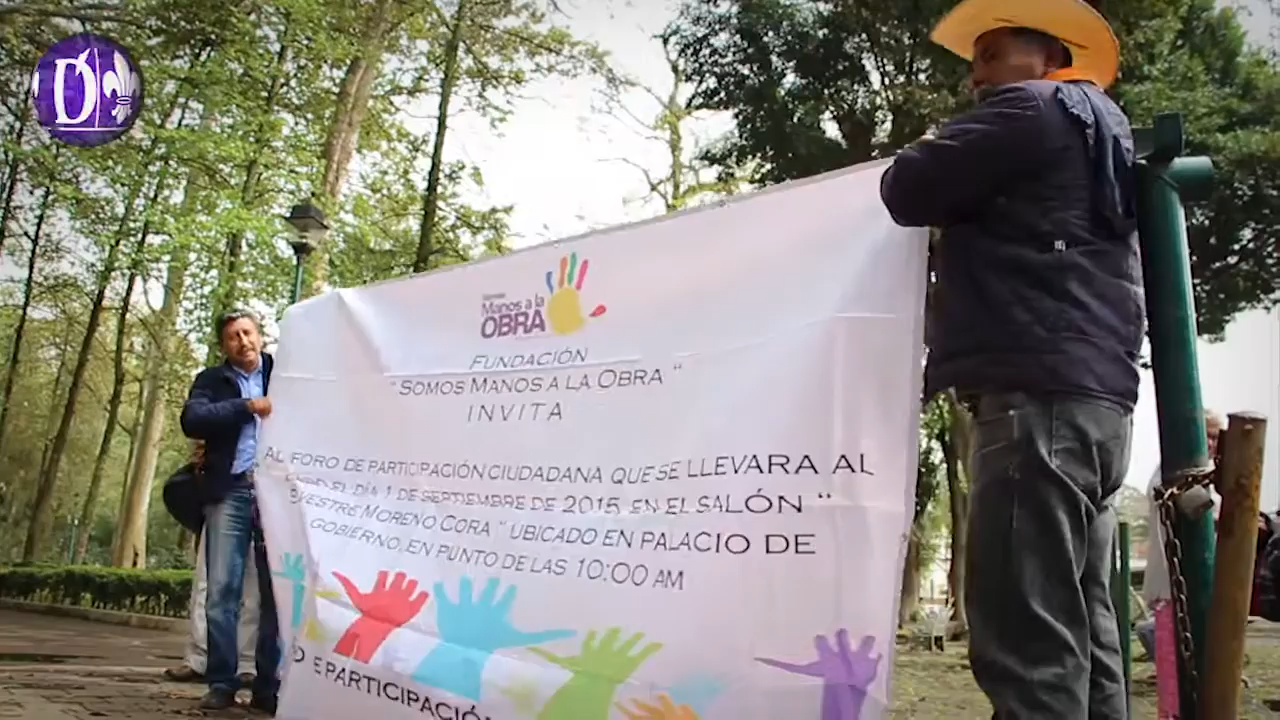 D
Manos a la
OBRA
FUNDACIÓN
"SOMOS MANOS A LA OBRA"
INVITA
AL FORO DE PARTICIPACIÓN CIUDADANA QUE SE LLEVARA AL
EL DÍA 1 DE SEPTIEMBRE DE 2015, EN EL SALÓN "
MORENO CORA" UBICADO EN PALACIO DE
GOBIERNO, EN PUNTO DE LAS 10:00 AM
E PARTICIPACIÓN